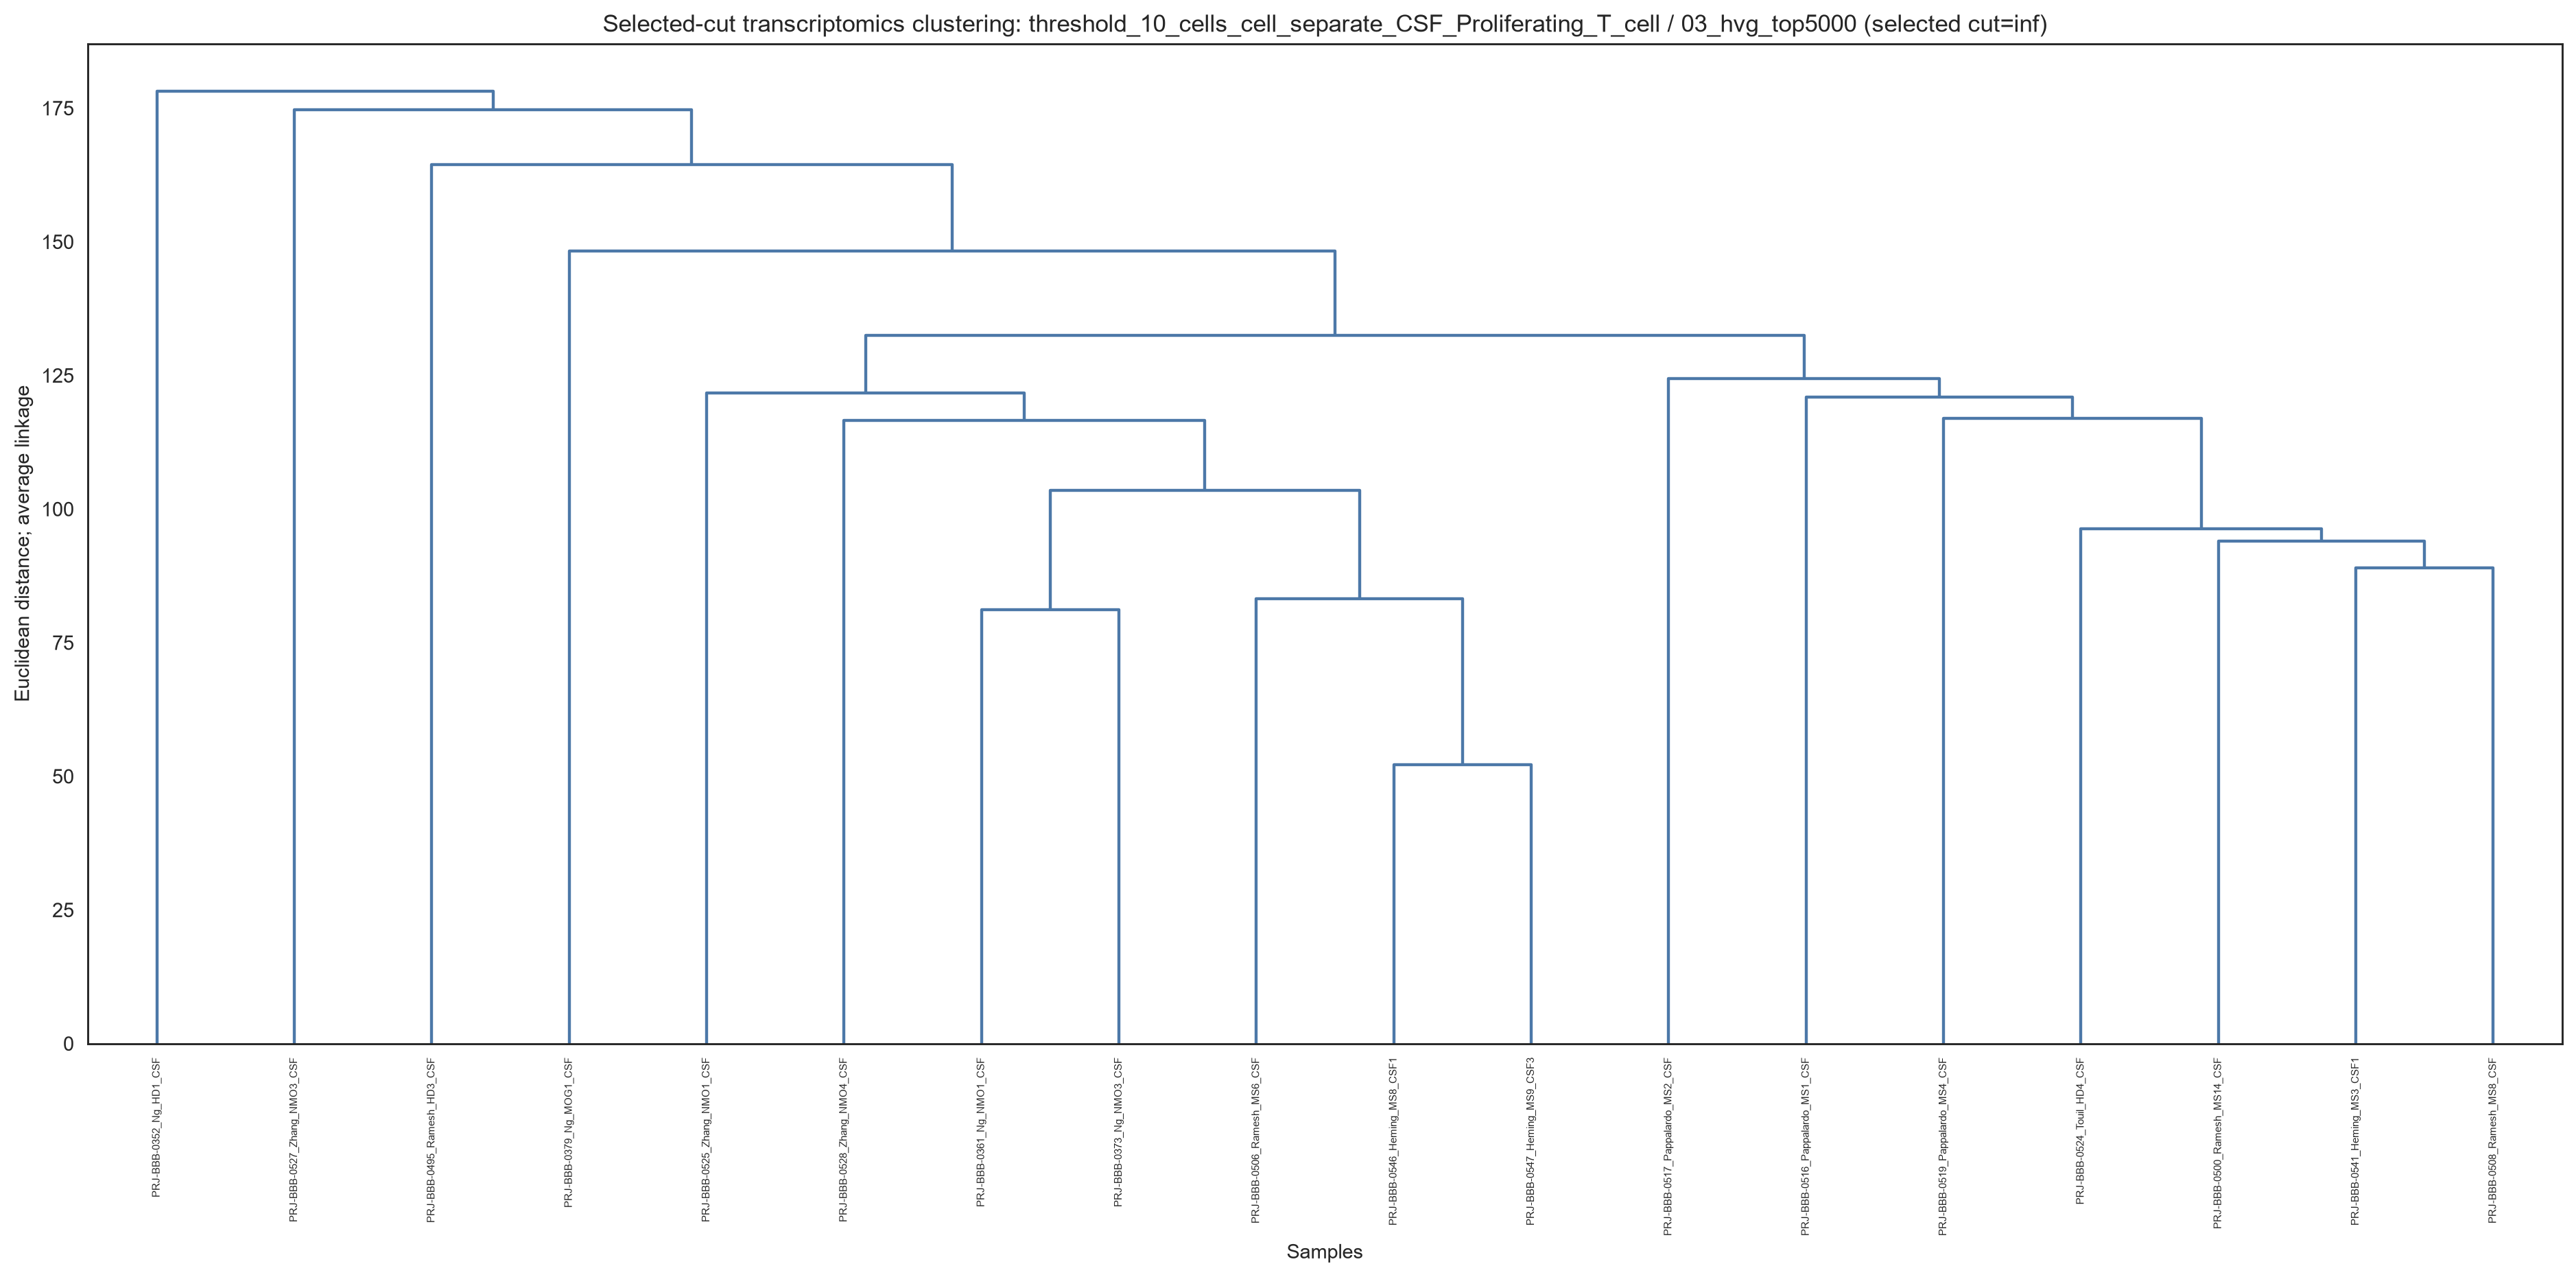 Selected-cut transcriptomics clustering: threshold_10_cells_cell_separate_CSF_Proliferating_T_cell / 03_hvg_top5000 (selected cut=inf)
Euclidean distance; average linkage
175
150
125
100
75
50
25
0
PRJ-BBB-0352_Ng_HD1_CSF
PRJ-BBB-0527_Zhang_NMO3_CSF
PRJ-BBB-0495_Ramesh_HD3_CSF
PRJ-BBB-0379_Ng_MOG1_CSF
PRJ-BBB-0525_Zhang_NMO1_CSF
PRJ-BBB-0528_Zhang_NMO4_CSF
PRJ-BBB-0361_Ng_NMO1_CSF
PRJ-BBB-0373_Ng_NMO3_CSF
PRJ-BBB-0506_Ramesh_MS6_CSF
PRJ-BBB-0546_Heming_MS8_CSF1
PRJ-BBB-0547_Heming_MS9_CSF3
PRJ-BBB-0517_Pappalardo_MS2_CSF
PRJ-BBB-0516_Pappalardo_MS1_CSF
PRJ-BBB-0519_Pappalardo_MS4_CSF
PRJ-BBB-0524_Touil_HD4_CSF
PRJ-BBB-0500_Ramesh_MS14_CSF
PRJ-BBB-0541_Heming_MS3_CSF1
PRJ-BBB-0508_Ramesh_MS8_CSF
Samples